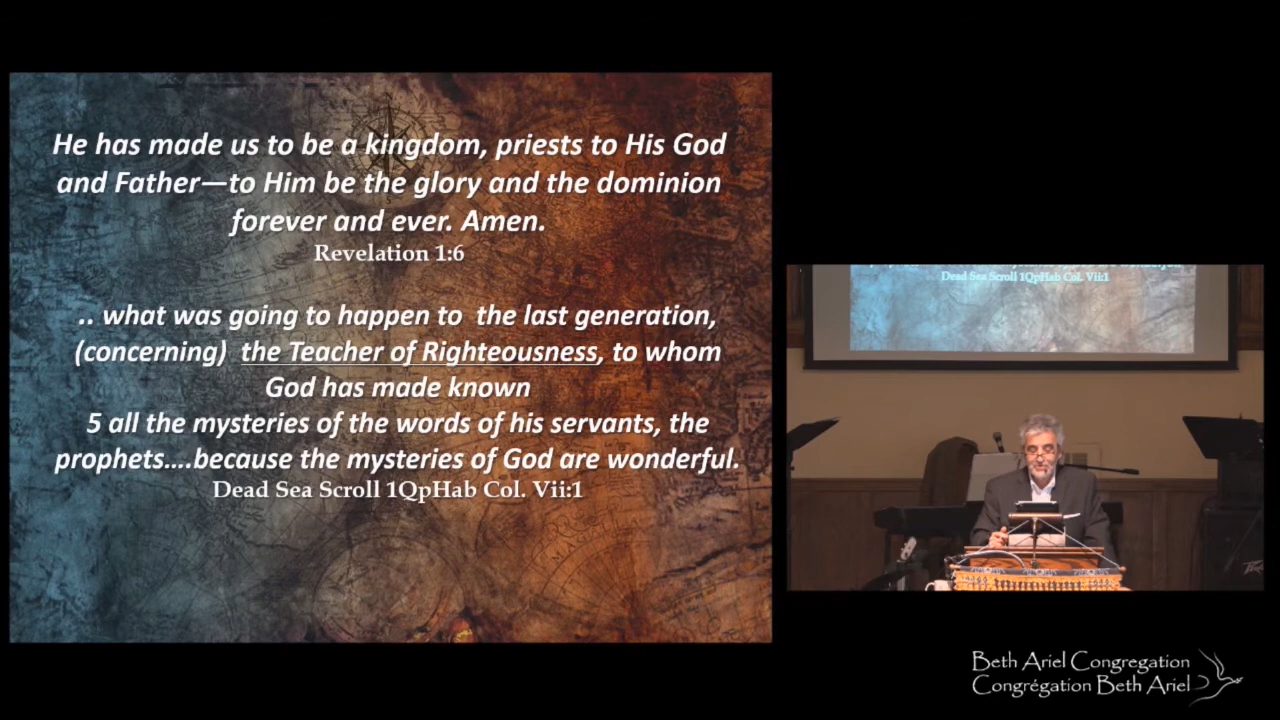 He has made us to be a kingdom, priests to His God
and Father—to Him be the glory and the dominion
forever and ever. Amen.
Revelation 1:6
.. what was going to happen to the last generation,
(concerning) the Teacher of Righteousness, to whom
God has made known
5 all the mysteries of the words of his servants, the
prophets....because the mysteries of God are wonderful.
Dead Sea Scroll 1QpHab Col. Vii:1
Dead Sea Scroll 1QpHab Col. Vii:1
Beth Ariel Congregation
Congrégation Beth Ariel